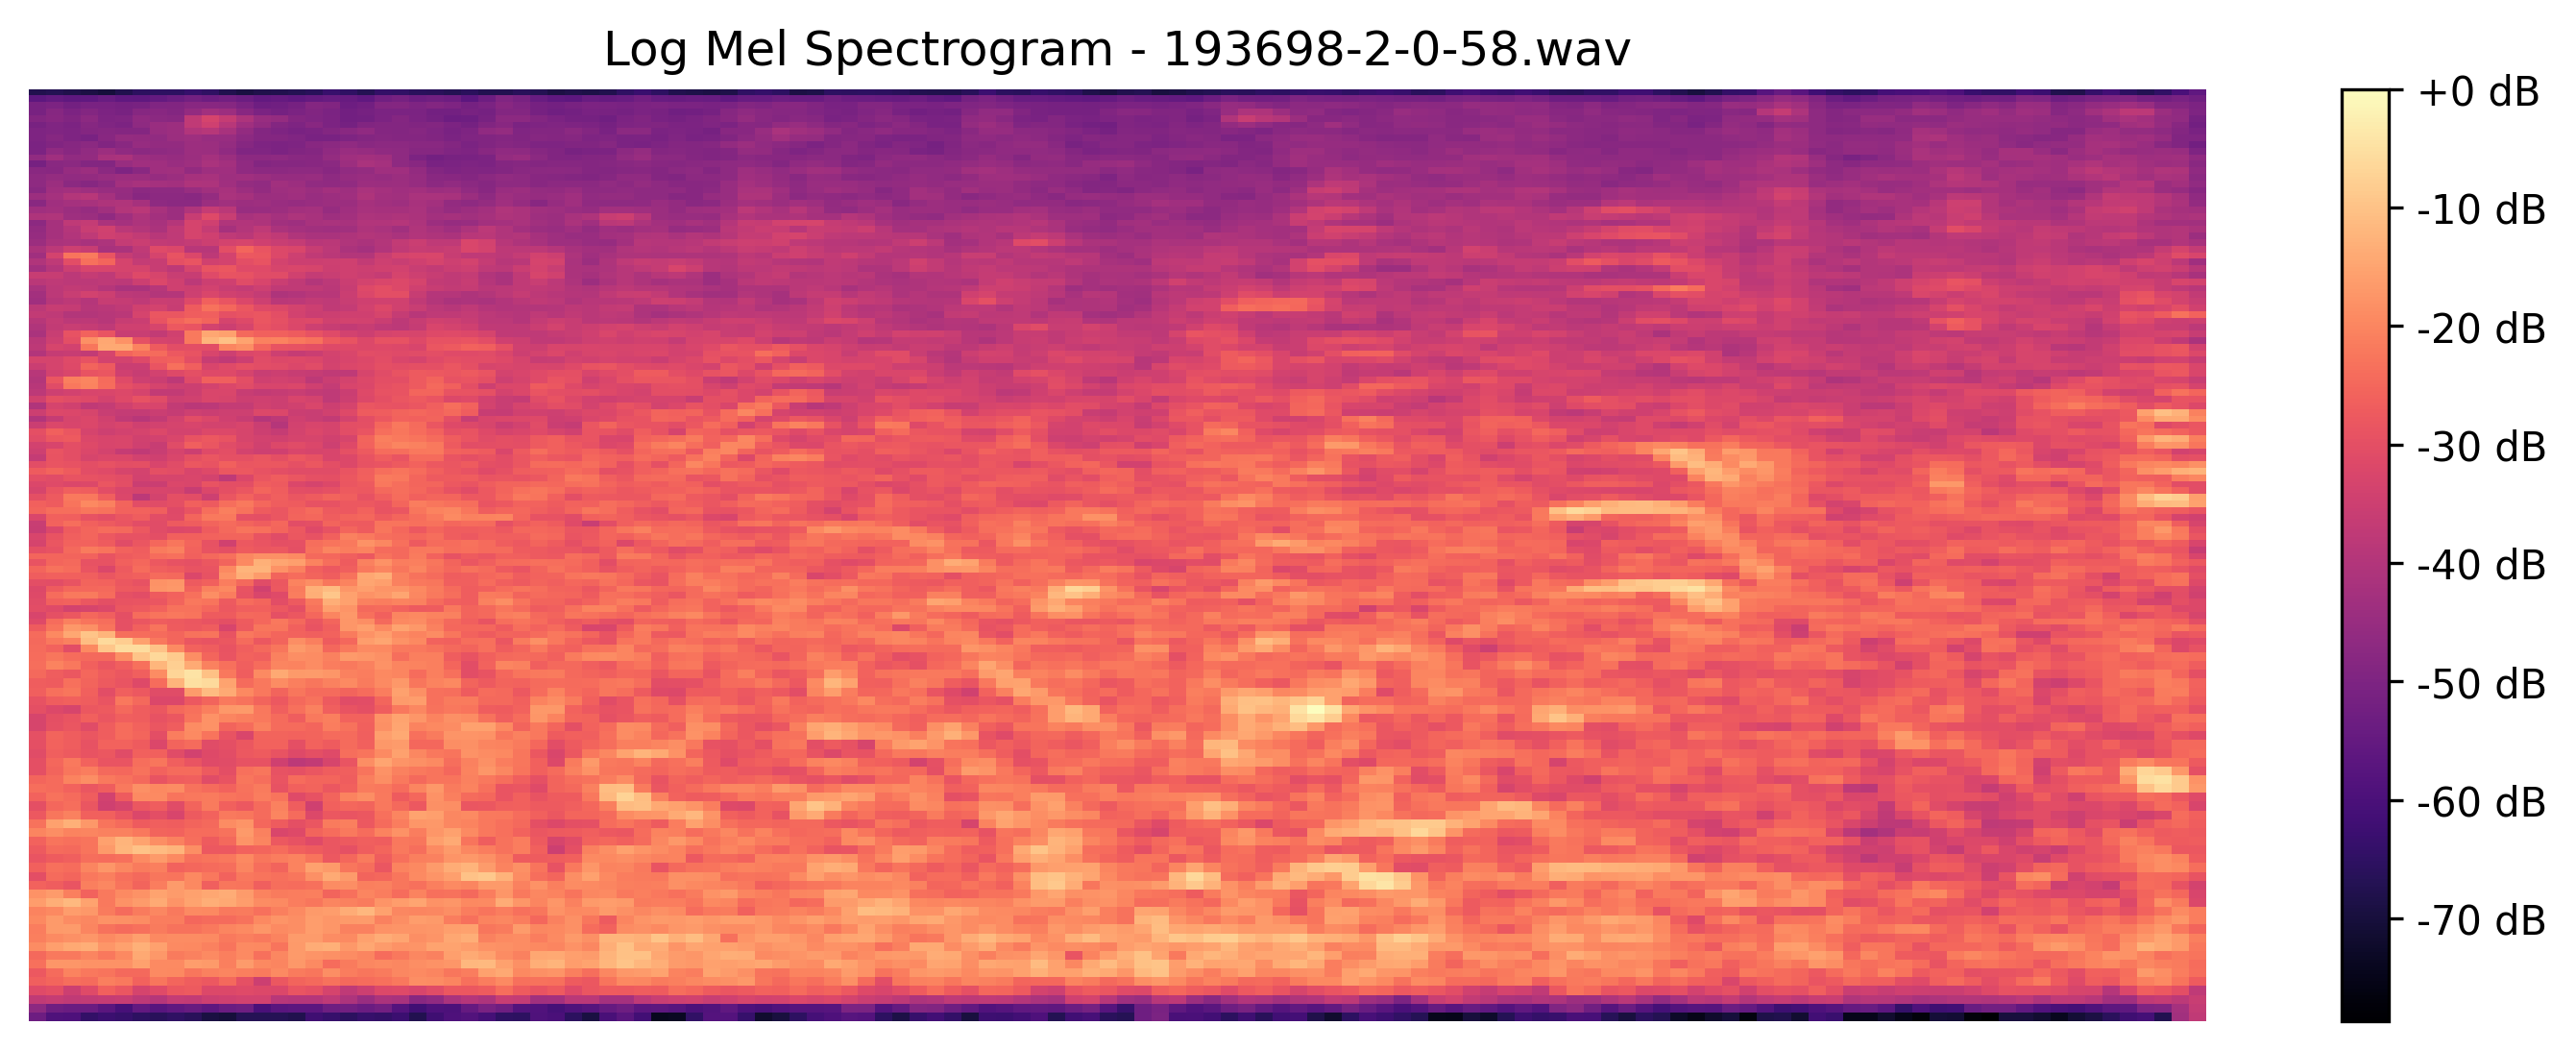 Log Mel Spectrogram - 193698-2-0-58.wav
+0 dB
-10 dB
-20 dB
-30 dB
-40 dB
-50 dB
-60 dB
-70 dB